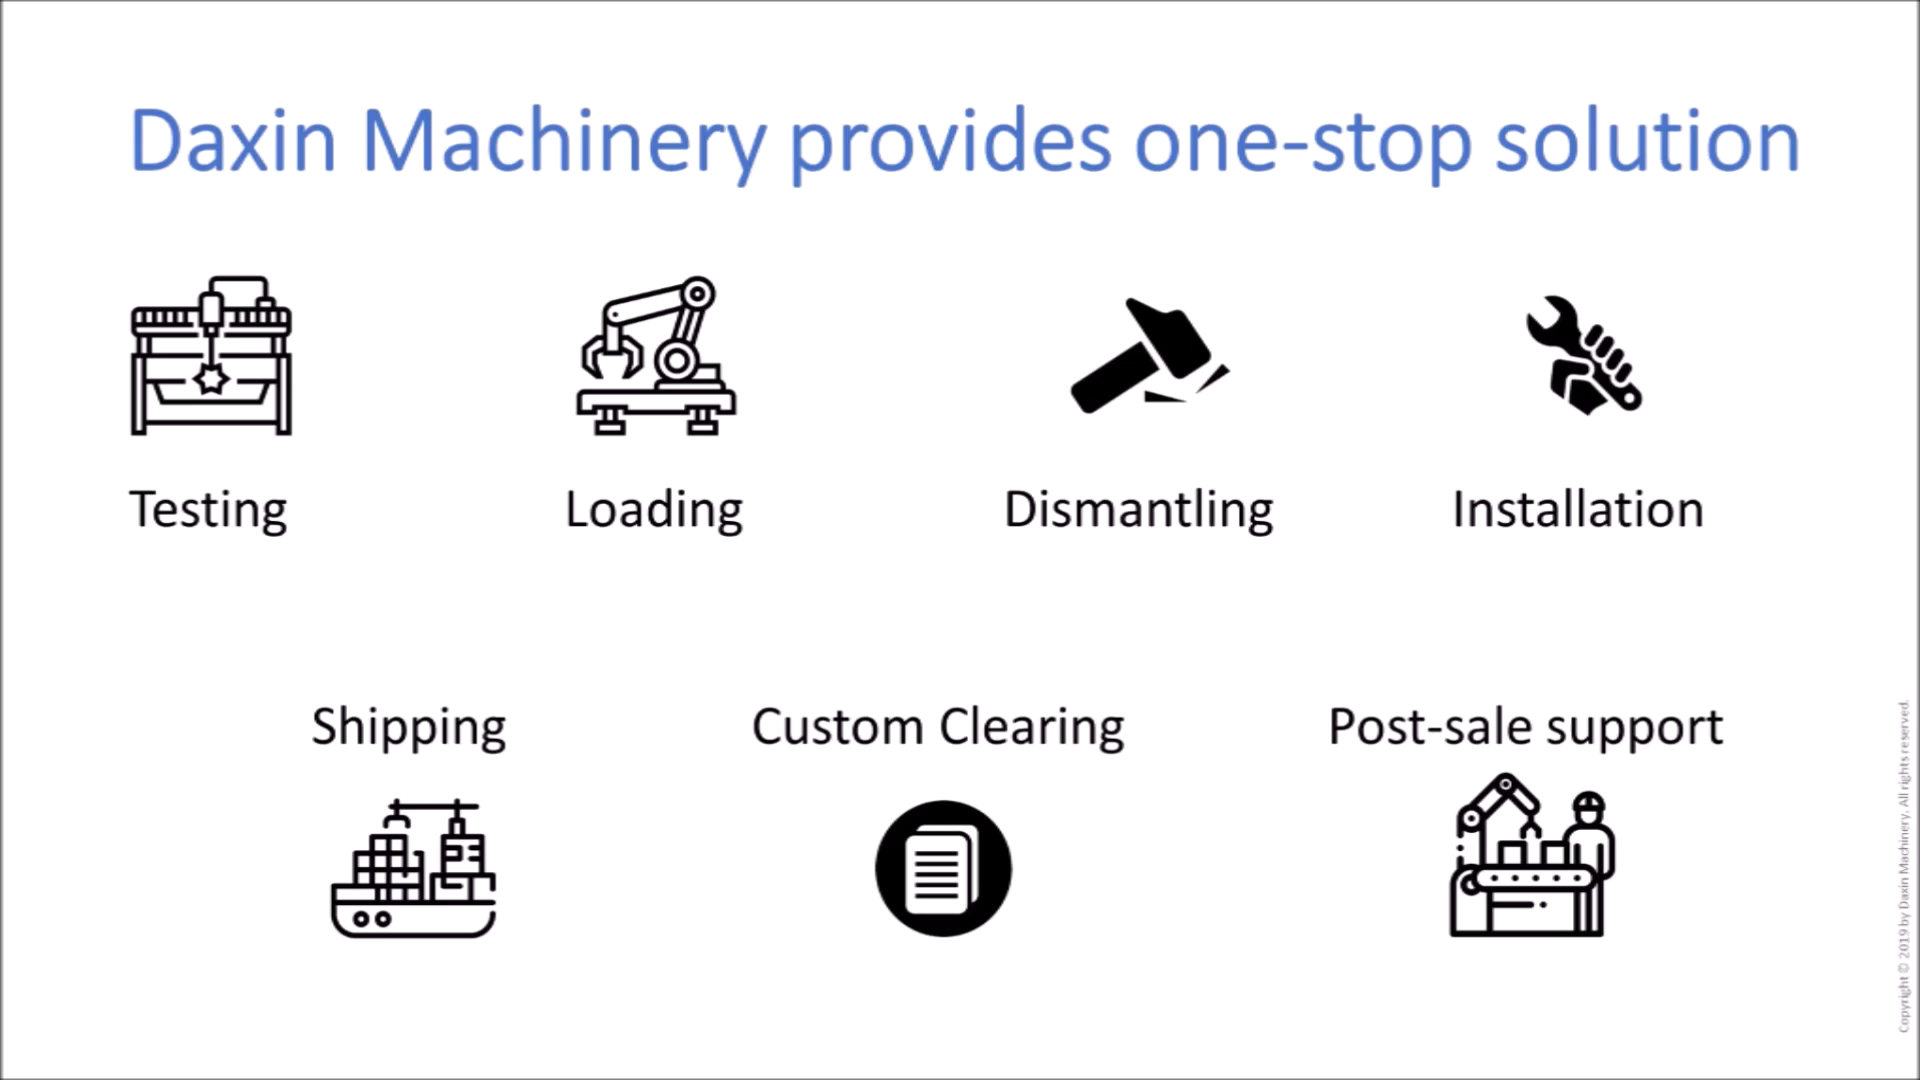 Daxin Machinery provides one-stop solution
Testing
Loading
Dismantling
Installation
Shipping
Custom Clearing
Post-sale support
Copyright © 2019 by Daxin Machinery. All rights reserved.